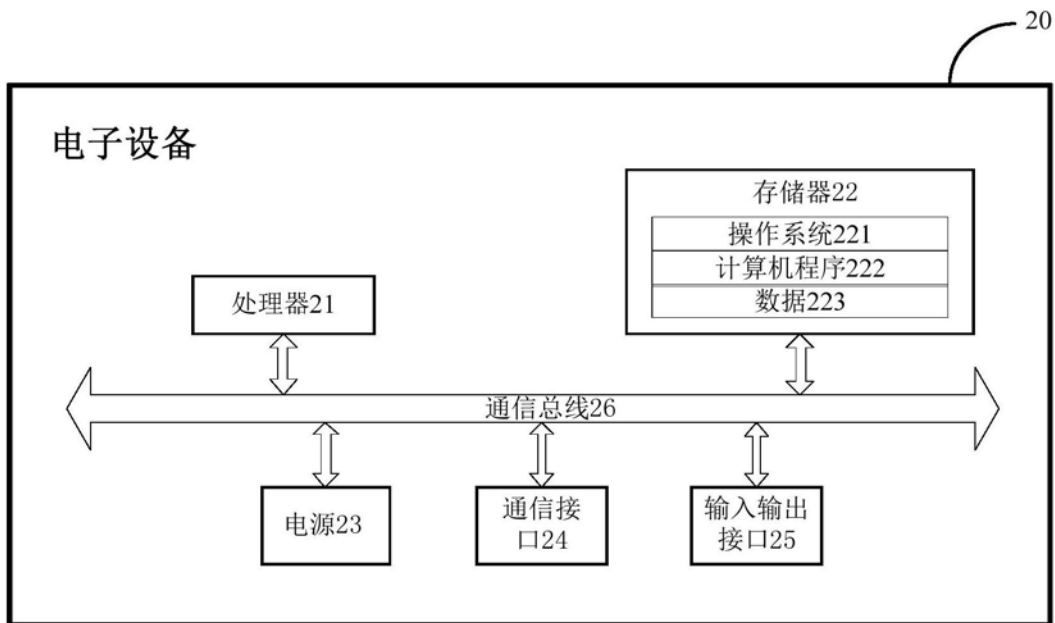 20
电子设备
存储器22
操作系统221
计算机程序222
数据223
处理器21
通信总线26
电源23
通信接
口24
输入输出
接口25